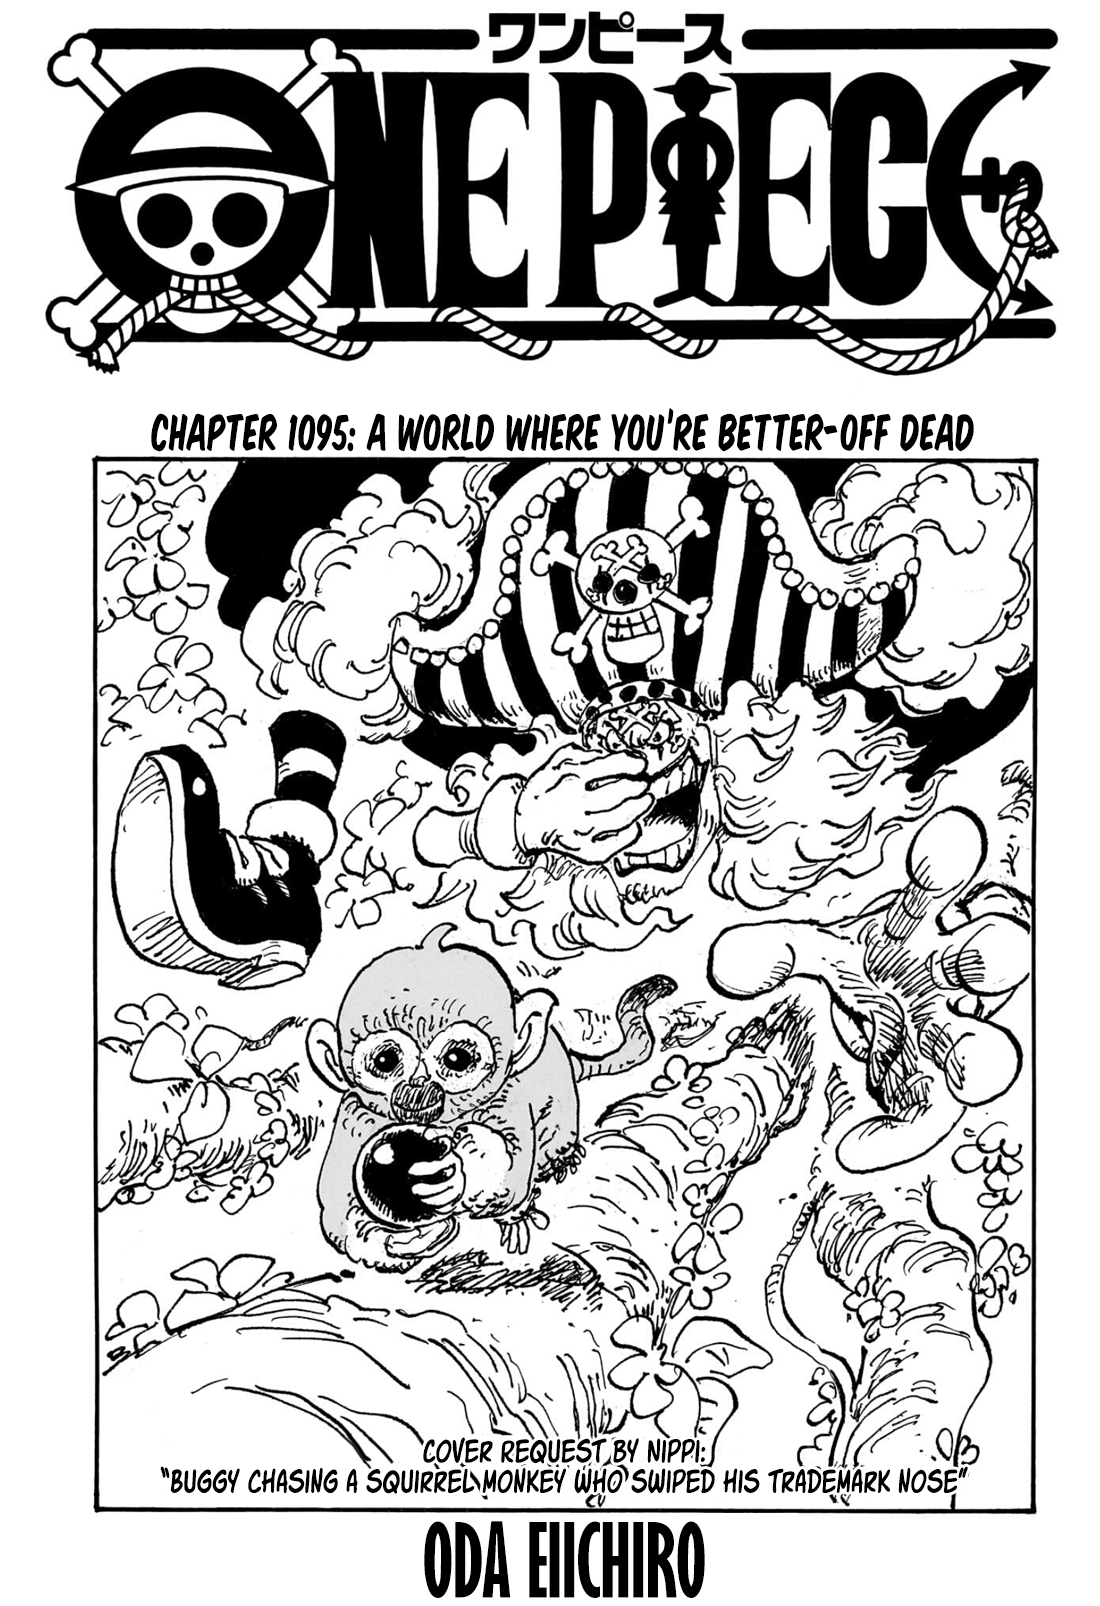 ワンピース
ONE PIECE
CHAPTER 1095: A WORLD WHERE YOU'RE BETTER-OFF DEAD
COVER REQUEST BY NIPPI:
"BUGGY CHASING A SQUIRREL MONKEY WHO SWIPED HIS TRADEMARK NOSE"
ODA EIICHIRO